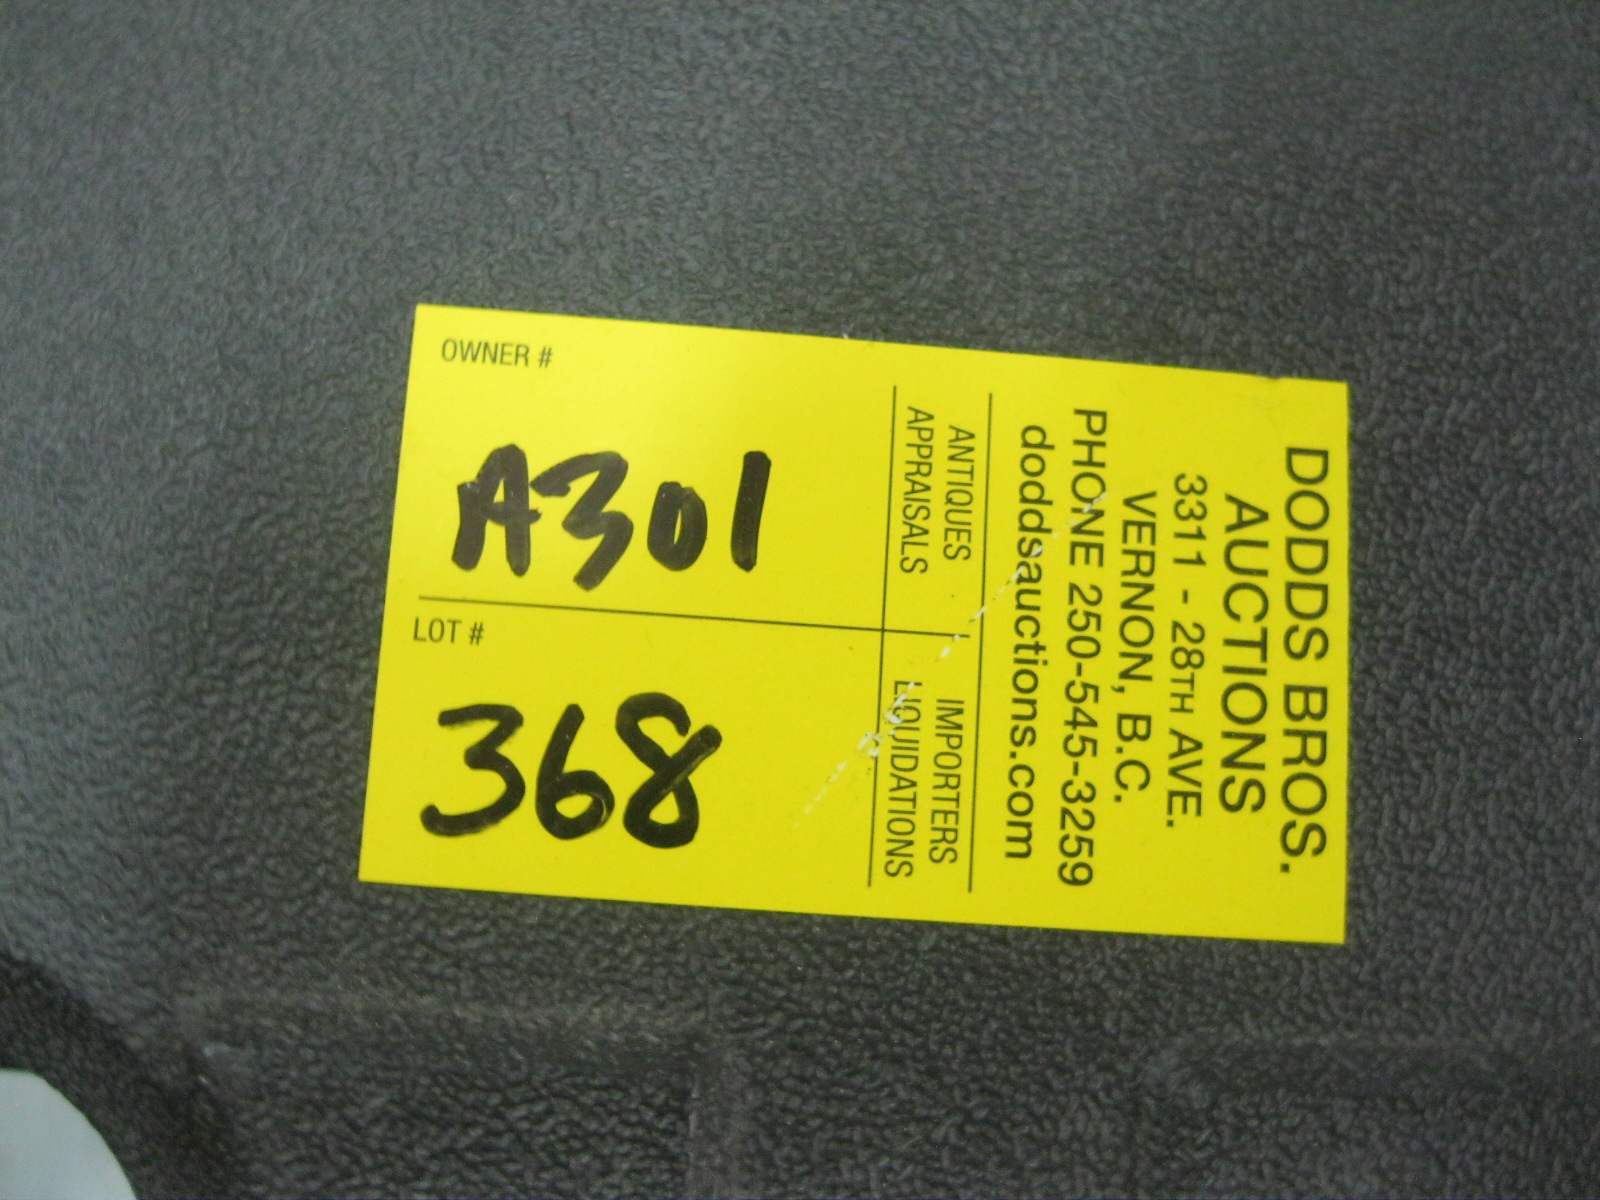 DODDS BROS.
AUCTIONS
3311 - 28TH AVE.
VERNON, B.C.
PHONE 250-545-3259
doddsauctions.com
ANTIQUES
APPRAISALS
IMPORTERS
LIQUIDATIONS
OWNER #
A301
LOT #
368